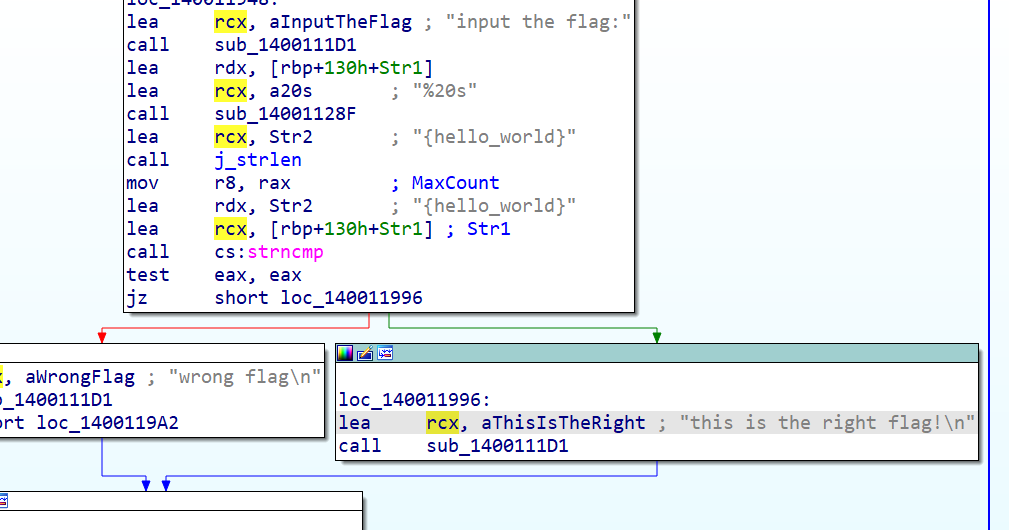 loc_140011948:
lea rcx, aInputTheFlag ; "input the flag:"
call sub_1400111D1
lea rdx, [rbp+130h+Str1]
lea rcx, a20s ; "%20s"
call sub_14001128F
lea rcx, Str2 ; "{hello_world}"
call j_strlen
mov r8, rax ; MaxCount
lea rdx, Str2 ; "{hello_world}"
lea rcx, [rbp+130h+Str1] ; Str1
call cs:strncmp
test eax, eax
jz short loc_140011996
, aWrongFlag ; "wrong flag\n"
_1400111D1
ort loc_1400119A2
loc_140011996:
lea rcx, aThisIsTheRight ; "this is the right flag!\n"
call sub_1400111D1